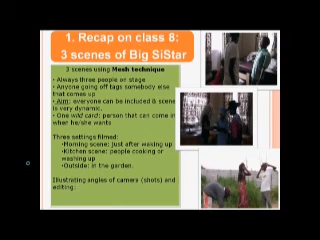 1. Recap on class 8:
3 scenes of Big SiStar
3 scenes using Mesh technique
• Always three people on stage
• Anyone going off tags somebody else
that comes up
• Aim: everyone can be included & scene
is very dynamic.
• One wild card: person that can come in
when he/she wants
Three settings filmed:
•Morning scene: just after waking up
•Kitchen scene: people cooking or
washing up
•Outside: in the garden.
Illustrating angles of camera (shots) and
editing: